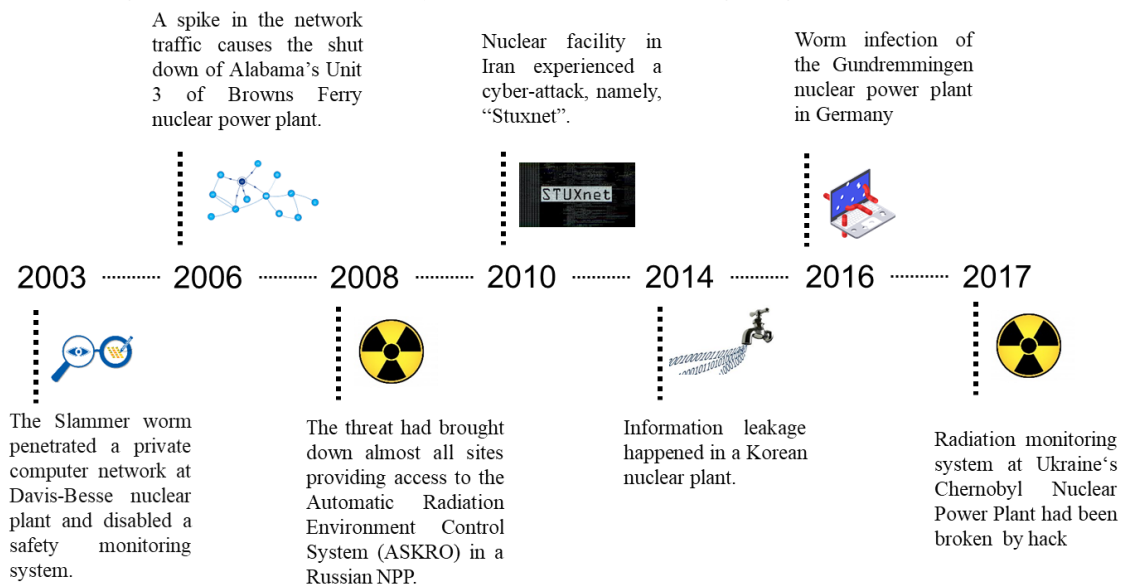 A spike in the network
traffic causes the shut
down of Alabama's Unit
3 of Browns Ferry
nuclear power plant.
Nuclear facility in
Iran experienced a
cyber-attack, namely,
“Stuxnet”.
Worm infection of
the Gundremmingen
nuclear power plant
in Germany
STUXnet
2003
2006
2008
2010
2014
2016
2017
The Slammer worm
penetrated a private
computer network at
Davis-Besse nuclear
plant and disabled a
safety monitoring
system.
The threat had brought
down almost all sites
providing access to the
Automatic Radiation
Environment Control
System (ASKRO) in a
Russian NPP.
Information leakage
happened in a Korean
nuclear plant.
Radiation monitoring
system at Ukraine‘s
Chernobyl Nuclear
Power Plant had been
broken by hack